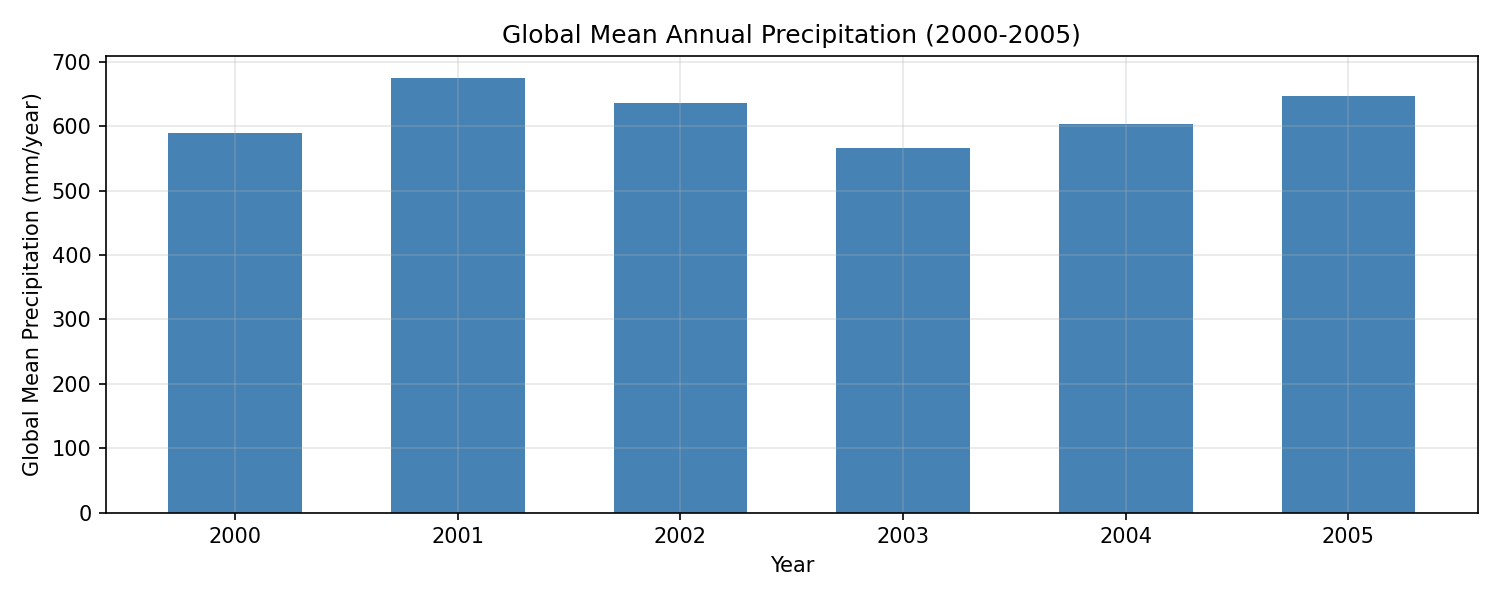 Global Mean Annual Precipitation (2000-2005)
Global Mean Precipitation (mm/year)
700
600
500
400
300
200
100
0
2000 2001 2002 2003 2004 2005
Year